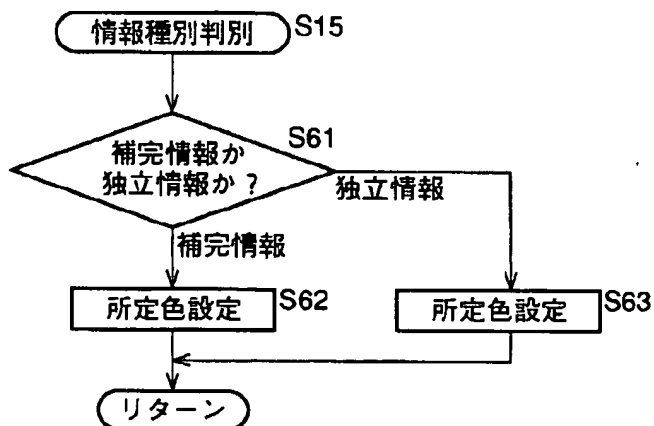 情報種別判別
S15
S61
補完情報か
独立情報か？
独立情報
補完情報
所定色設定
S62
所定色設定
S63
リターン